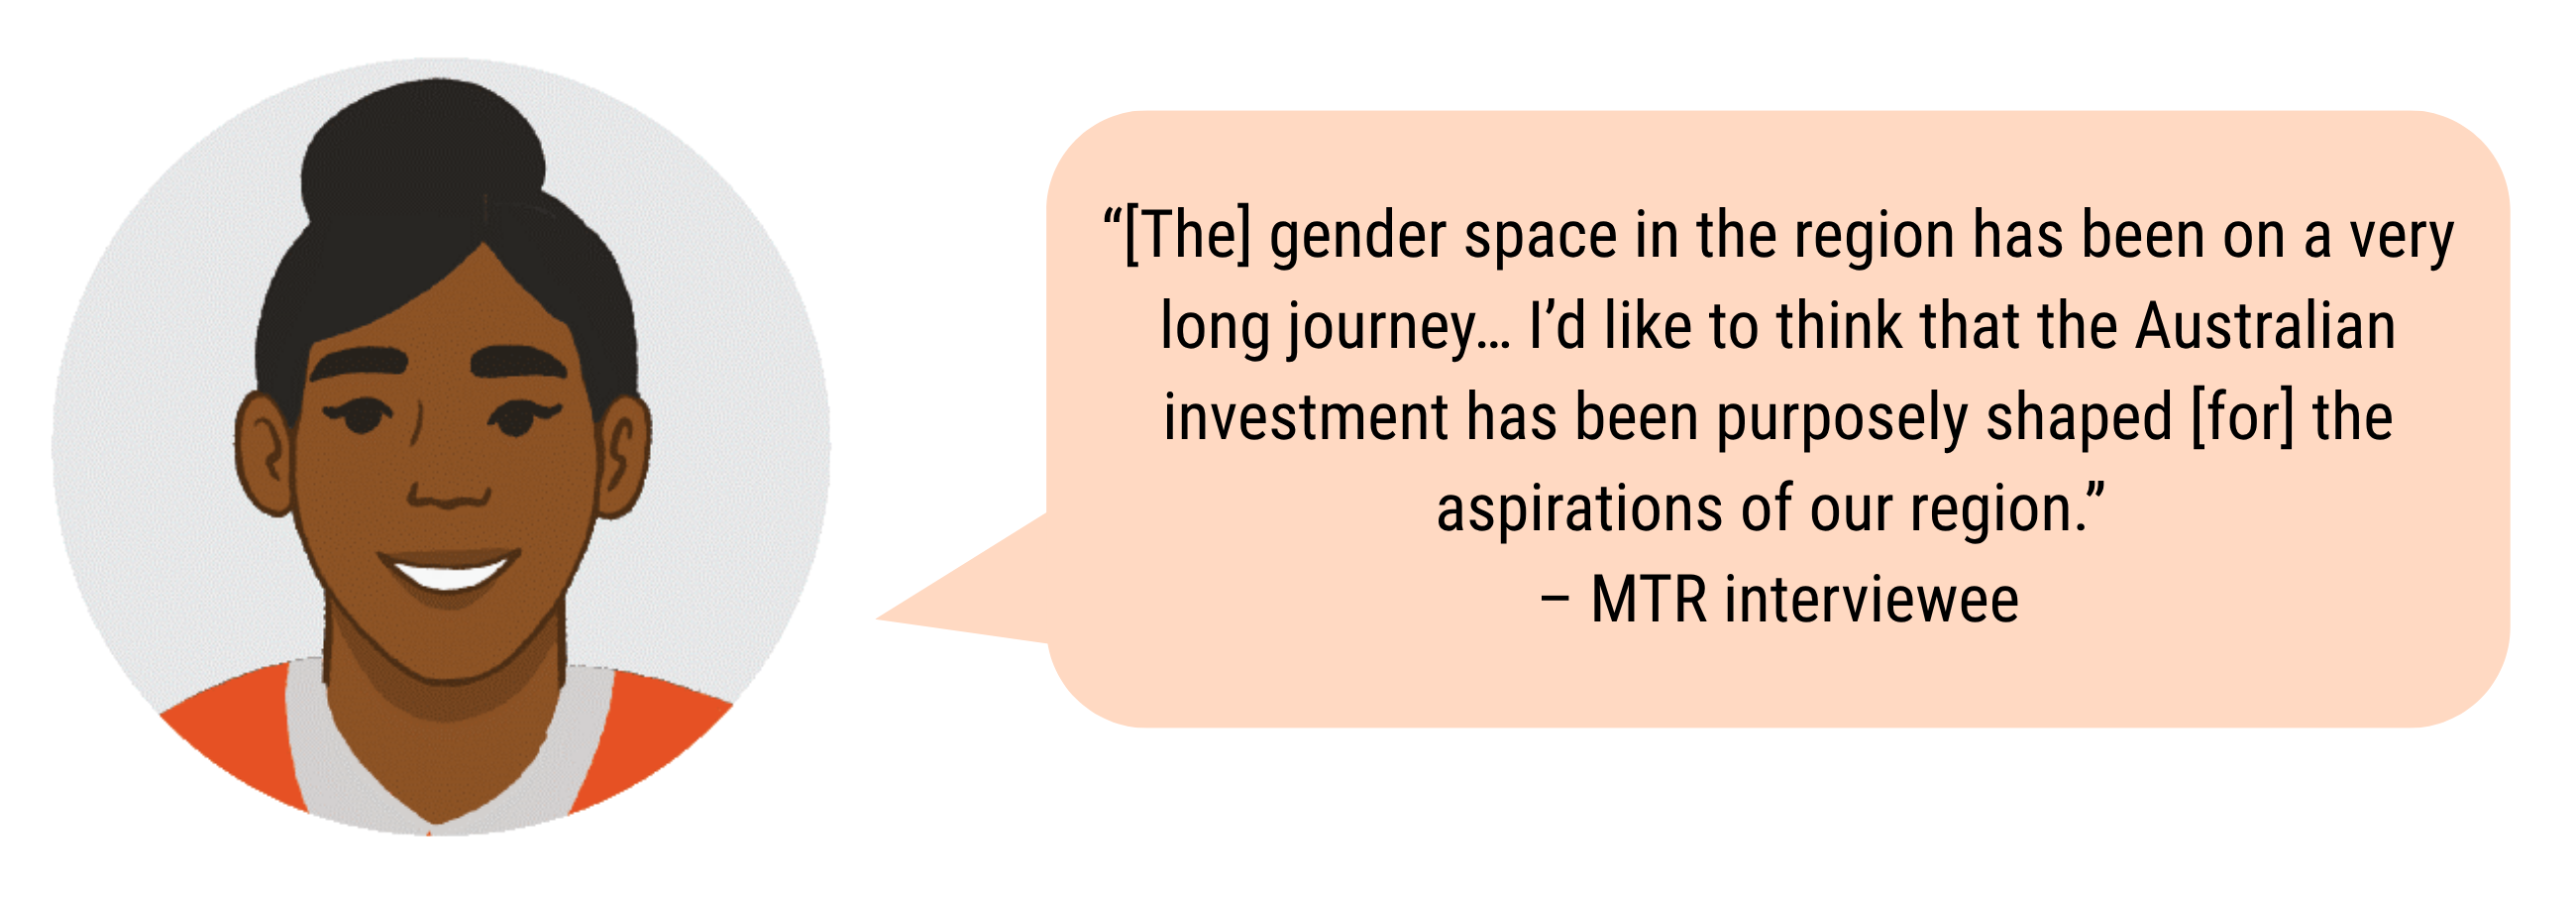 “[The] gender space in the region has been on a very
long journey… I’d like to think that the Australian
investment has been purposely shaped [for] the
aspirations of our region.”
– MTR interviewee